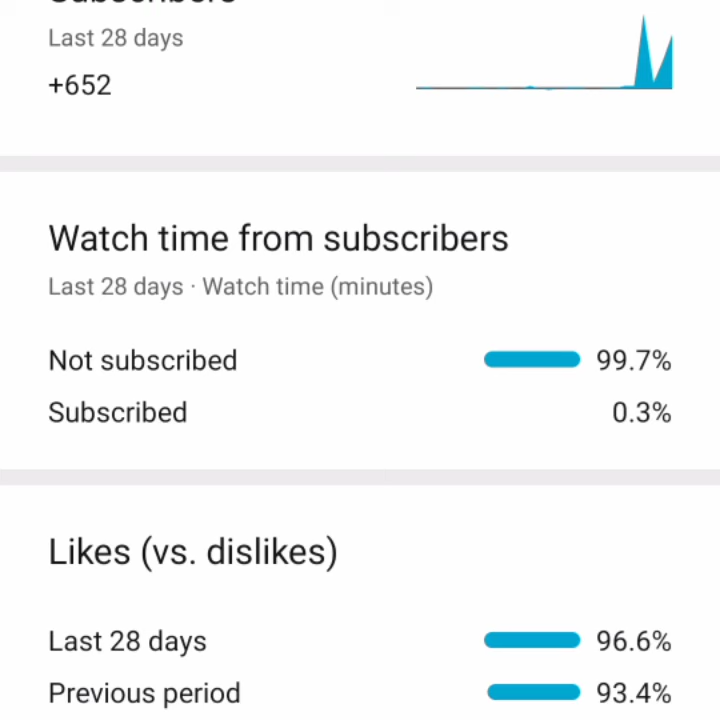 Subscribers
Last 28 days
+652
Watch time from subscribers
Last 28 days · Watch time (minutes)
Not subscribed 99.7%
Subscribed 0.3%
Likes (vs. dislikes)
Last 28 days 96.6%
Previous period 93.4%